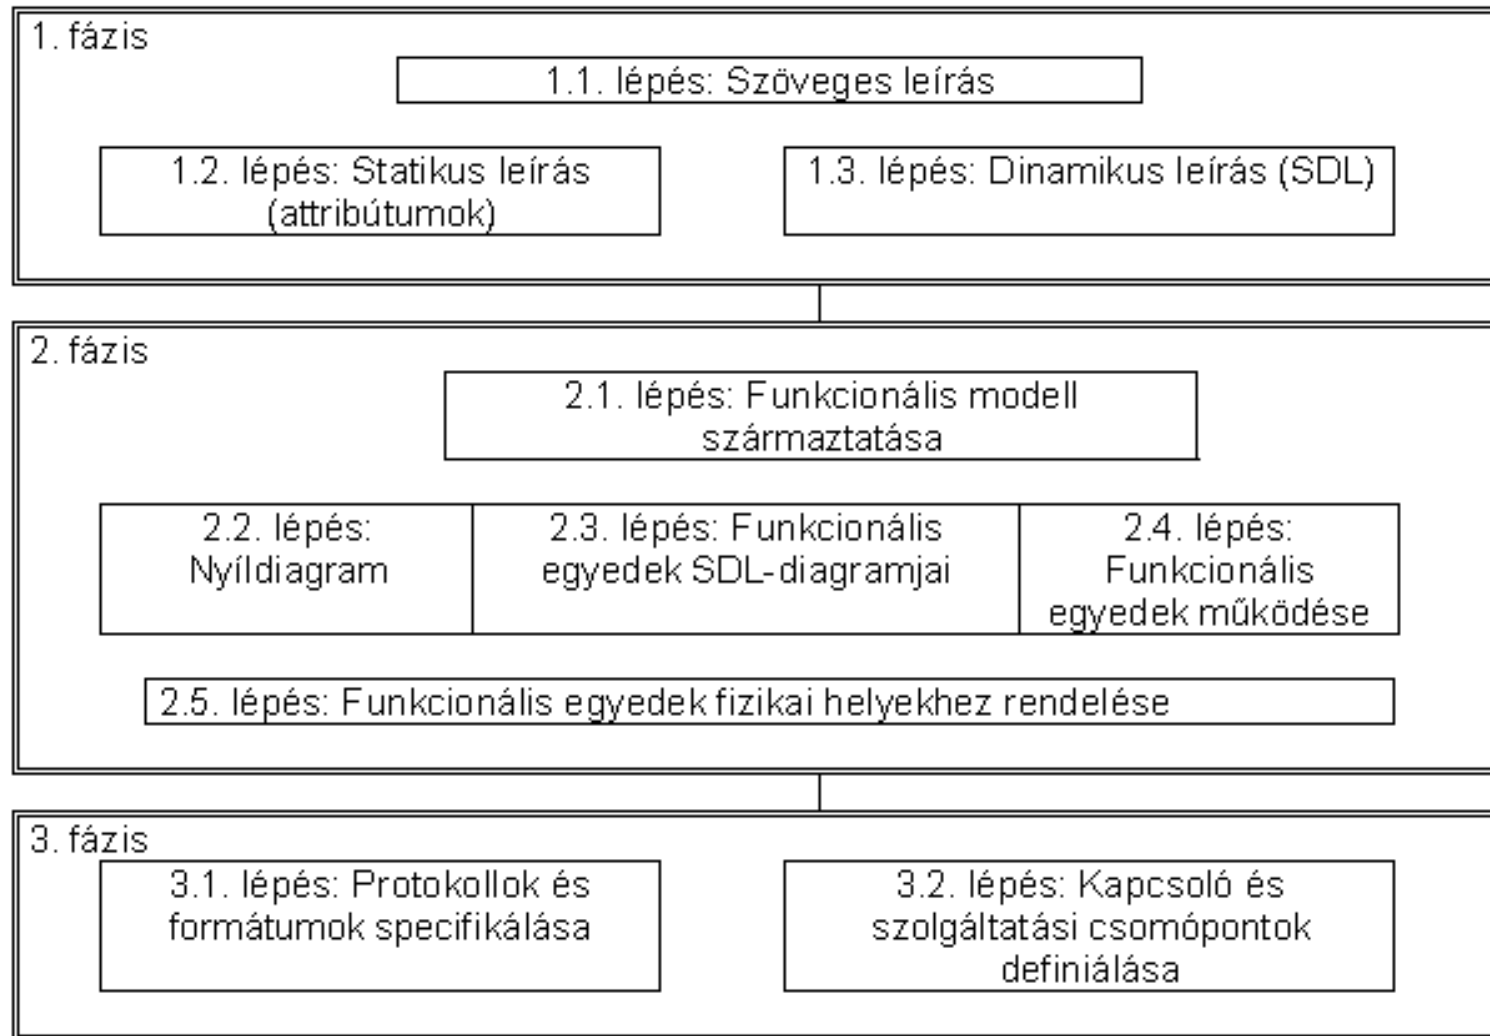 1. fázis
1.1. lépés: Szöveges leírás
1.2. lépés: Statikus leírás
(attribútumok)
1.3. lépés: Dinamikus leírás (SDL)
2. fázis
2.1. lépés: Funkcionális modell
származtatása
2.2. lépés:
Nyíldiagram
2.3. lépés: Funkcionális
egyedek SDL-diagramjai
2.4. lépés:
Funkcionális
egyedek működése
2.5. lépés: Funkcionális egyedek fizikai helyekhez rendelése
3. fázis
3.1. lépés: Protokollok és
formátumok specifikálása
3.2. lépés: Kapcsoló és
szolgáltatási csomópontok
definiálása